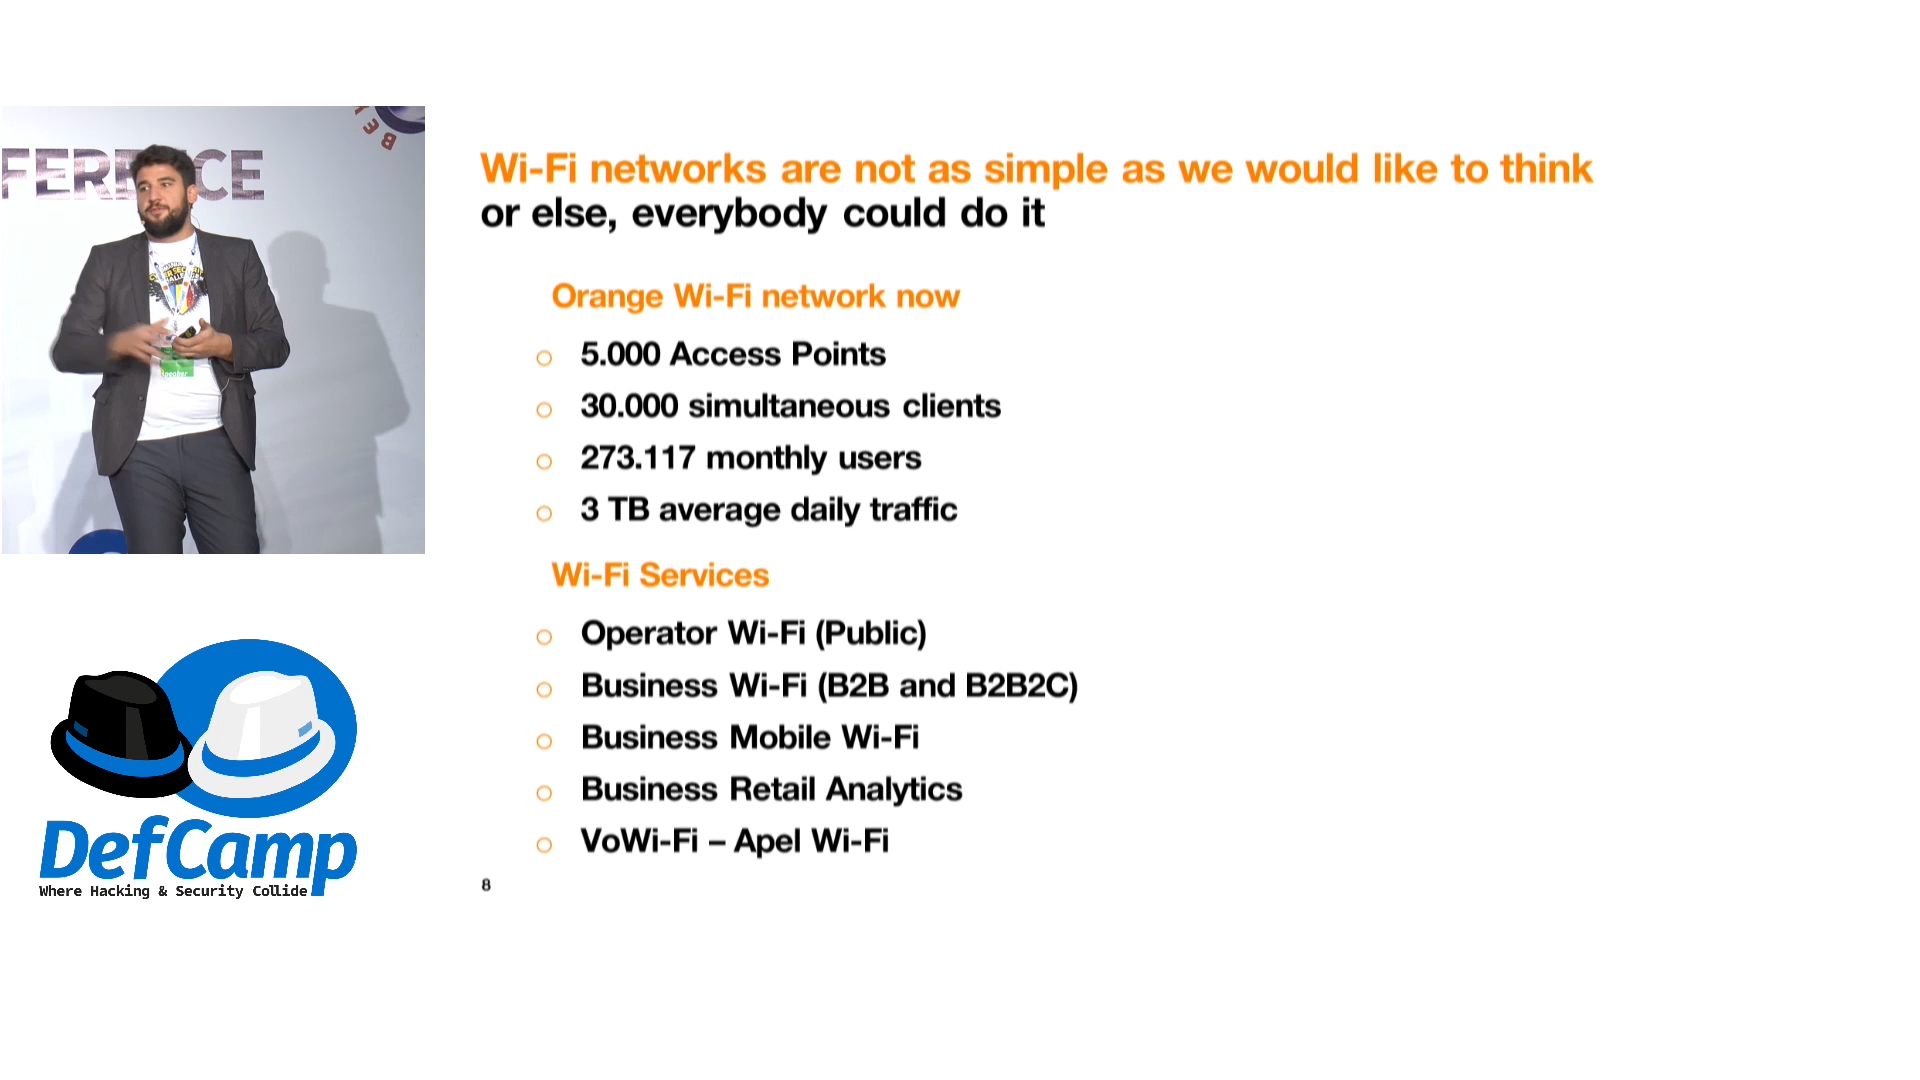 FERENCE
Wi-Fi networks are not as simple as we would like to think
or else, everybody could do it
Orange Wi-Fi network now
5.000 Access Points
30.000 simultaneous clients
273.117 monthly users
3 TB average daily traffic
Wi-Fi Services
Operator Wi-Fi (Public)
Business Wi-Fi (B2B and B2B2C)
Business Mobile Wi-Fi
Business Retail Analytics
VoWi-Fi – Apel Wi-Fi
8
DefCamp
Where Hacking & Security Collide